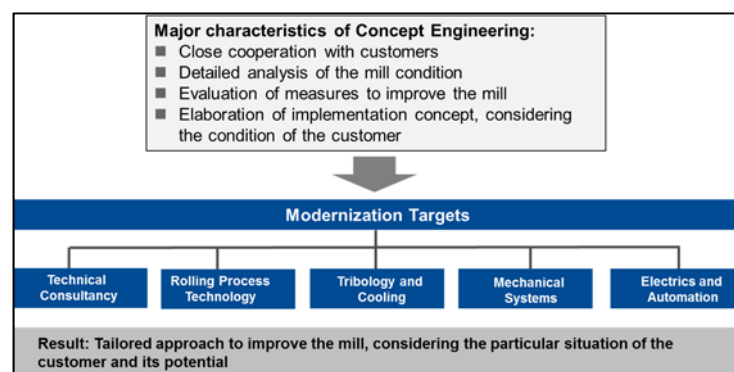 Major characteristics of Concept Engineering:
■ Close cooperation with customers
■ Detailed analysis of the mill condition
■ Evaluation of measures to improve the mill
■ Elaboration of implementation concept, considering
the condition of the customer
Modernization Targets
Technical
Consultancy
Rolling Process
Technology
Tribology and
Cooling
Mechanical
Systems
Electrics and
Automation
Result: Tailored approach to improve the mill, considering the particular situation of the
customer and its potential